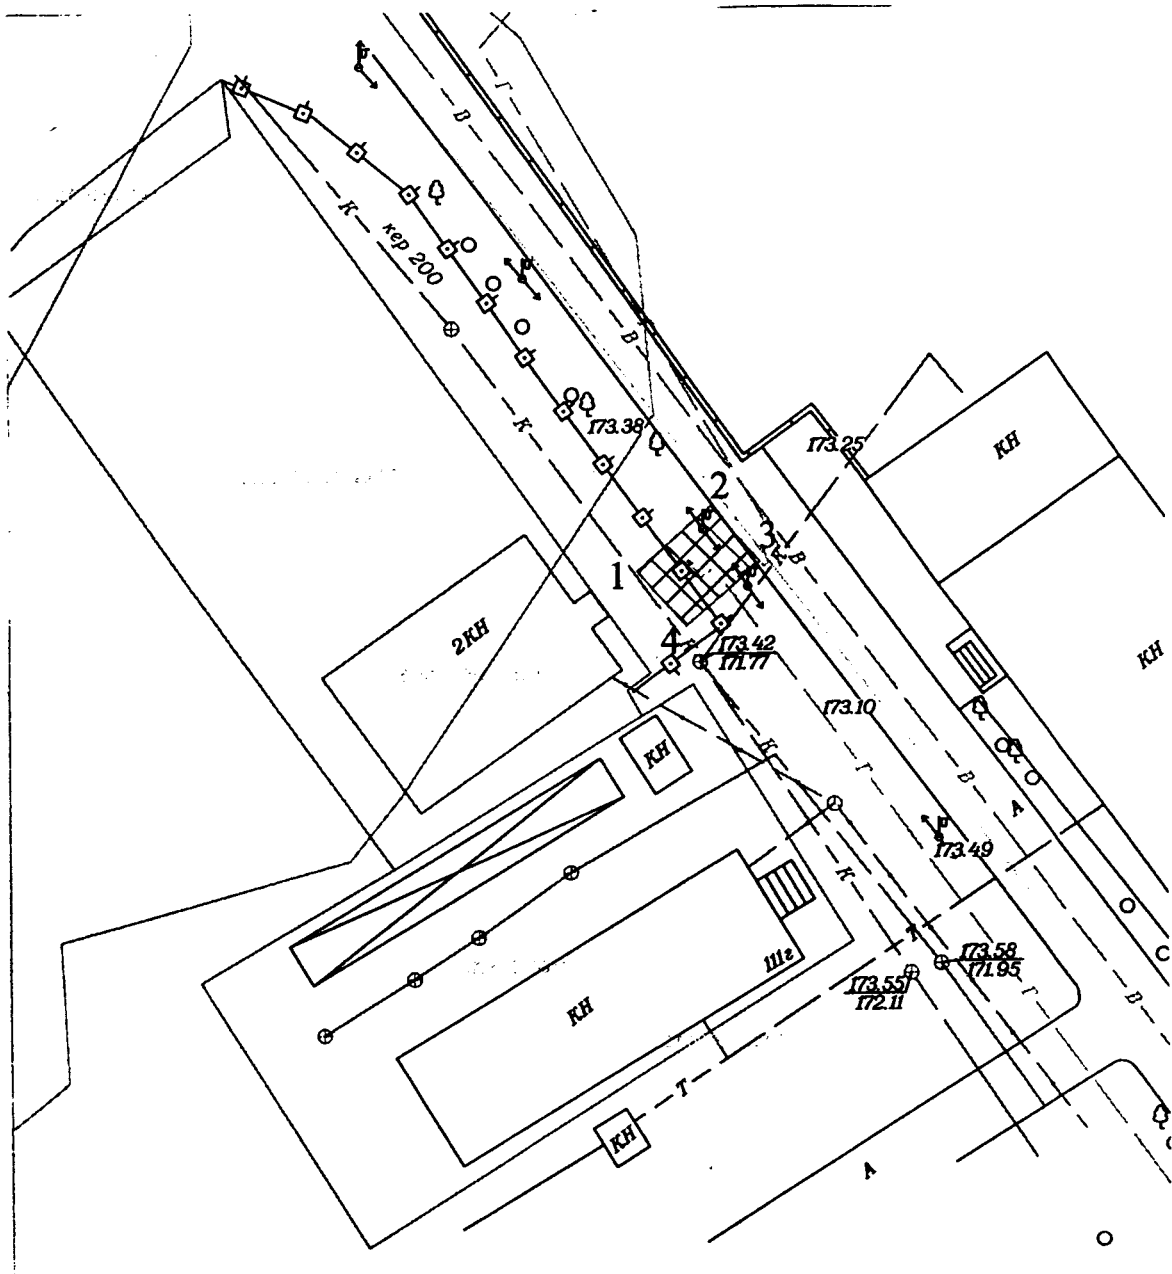 Г
В
К
кер 200
В
К
173.38
173.25
КН
2
3
В
1
2КН
4
173.42
171.77
КН
173.10
К
КН
Г
В
А
173.49
К
Т
111г
173.58
171.95
173.55
172.11
Г
В
КН
Т
КН
А